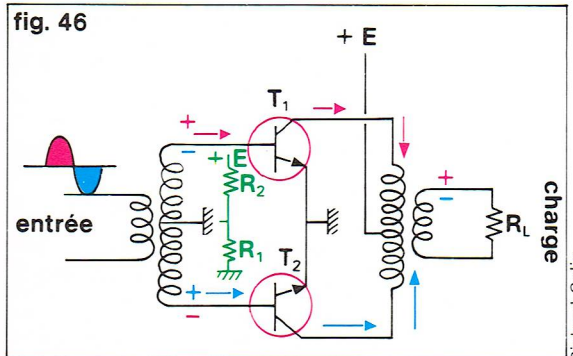 fig. 46
+ E
T1
+
−
+ E
R2
R1
entrée
T2
+
−
+
−
RL
charge